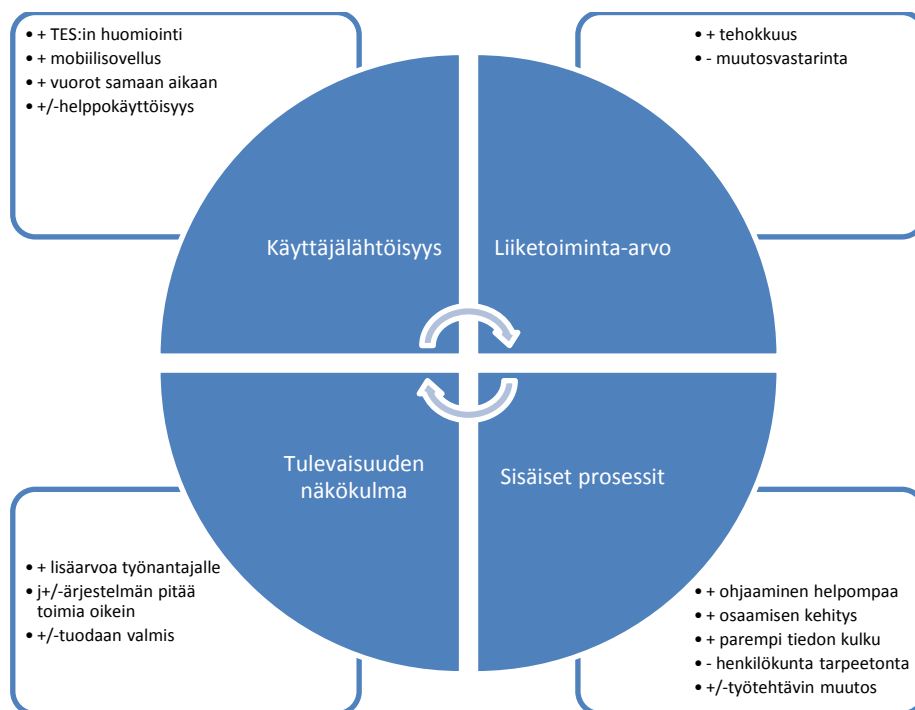 • + TES:in huomiointi
• + mobiilisovellus
• + vuorot samaan aikaan
• +/-helppokäyttöisyys
• + tehokkuus
• - muutosvastarinta
Käyttäjälähtöisyys
Liiketoiminta-arvo
Tulevaisuuden
näkökulma
Sisäiset prosessit
• + lisäarvoa työnantajalle
• j+/-ärjestelmän pitää
toimia oikein
• +/-tuodaan valmis
• + ohjaaminen helpompaa
• + osaamisen kehitys
• + parempi tiedon kulku
• - henkilökunta tarpeetonta
• +/-työtehtävin muutos